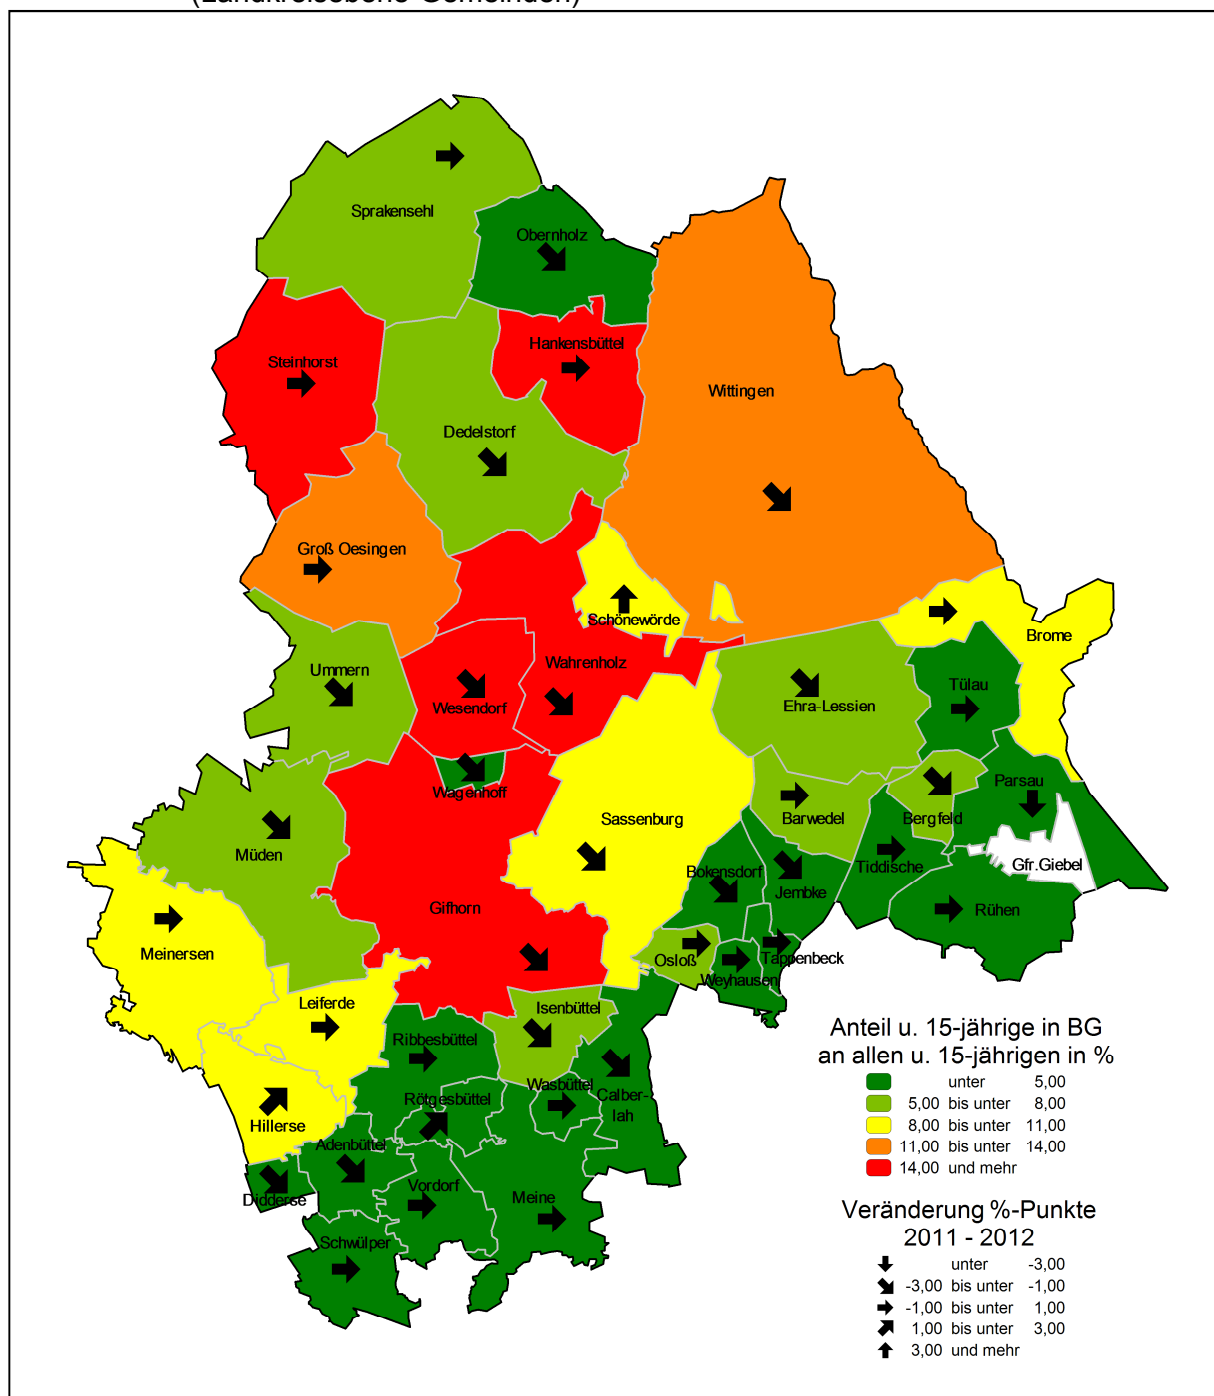 (Landkreisebene Gemeinden)
Sprakensehl
Obernholz
Steinhorst
Hankensbüttel
Wittingen
Dedelstorf
Groß Oesingen
Schönewörde
Brome
Ummern
Wahrenholz
Wesendorf
Ehra-Lessien
Tülau
Wagenhoff
Parsau
Sassenburg
Barwedel
Bergfeld
Müden
Gfr.Giebel
Tiddische
Bokensdorf
Jembke
Gifhorn
Rühen
Meinersen
Osloß
Tappenbeck
Weyhausen
Leiferde
Isenbüttel
Ribbesbüttel
Wasbüttel
Calber-
lah
Rötgesbüttel
Hillerse
Adenbüttel
Didderse
Vordorf
Meine
Schwülper
Anteil u. 15-jährige in BG
an allen u. 15-jährigen in %
unter 5,00
5,00 bis unter 8,00
8,00 bis unter 11,00
11,00 bis unter 14,00
14,00 und mehr
Veränderung %-Punkte
2011 - 2012
unter -3,00
-3,00 bis unter -1,00
-1,00 bis unter 1,00
1,00 bis unter 3,00
3,00 und mehr